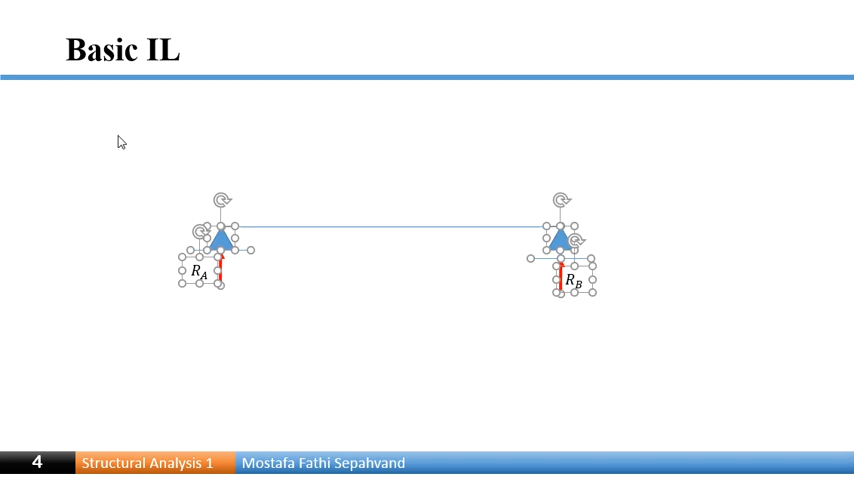 Basic IL
R_A
R_B
4
Structural Analysis 1
Mostafa Fathi Sepahvand